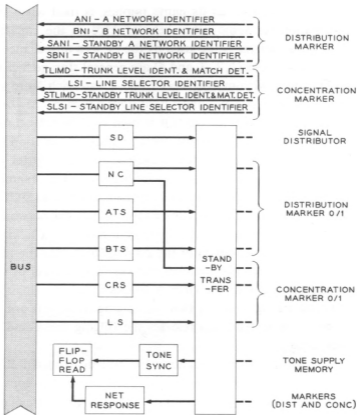 ANI - A NETWORK IDENTIFIER
BNI - B NETWORK IDENTIFIER
SANI - STANDBY A NETWORK IDENTIFIER
SBNI - STANDBY B NETWORK IDENTIFIER
DISTRIBUTION
MARKER
TLIMD - TRUNK LEVEL IDENT. & MATCH DET.
LSI - LINE SELECTOR IDENTIFIER
STLIMD - STANDBY TRUNK LEVEL IDENT.& MAT. DET.
SLSI - STANDBY LINE SELECTOR IDENTIFIER
CONCENTRATION
MARKER
SD
SIGNAL
DISTRIBUTOR
NC
ATS
BTS
DISTRIBUTION
MARKER 0/1
BUS
STAND
-BY
TRANS
-FER
CRS
LS
CONCENTRATION
MARKER 0/1
FLIP-
FLOP
READ
TONE
SYNC
TONE SUPPLY
MEMORY
NET
RESPONSE
MARKERS
(DIST AND CONC)